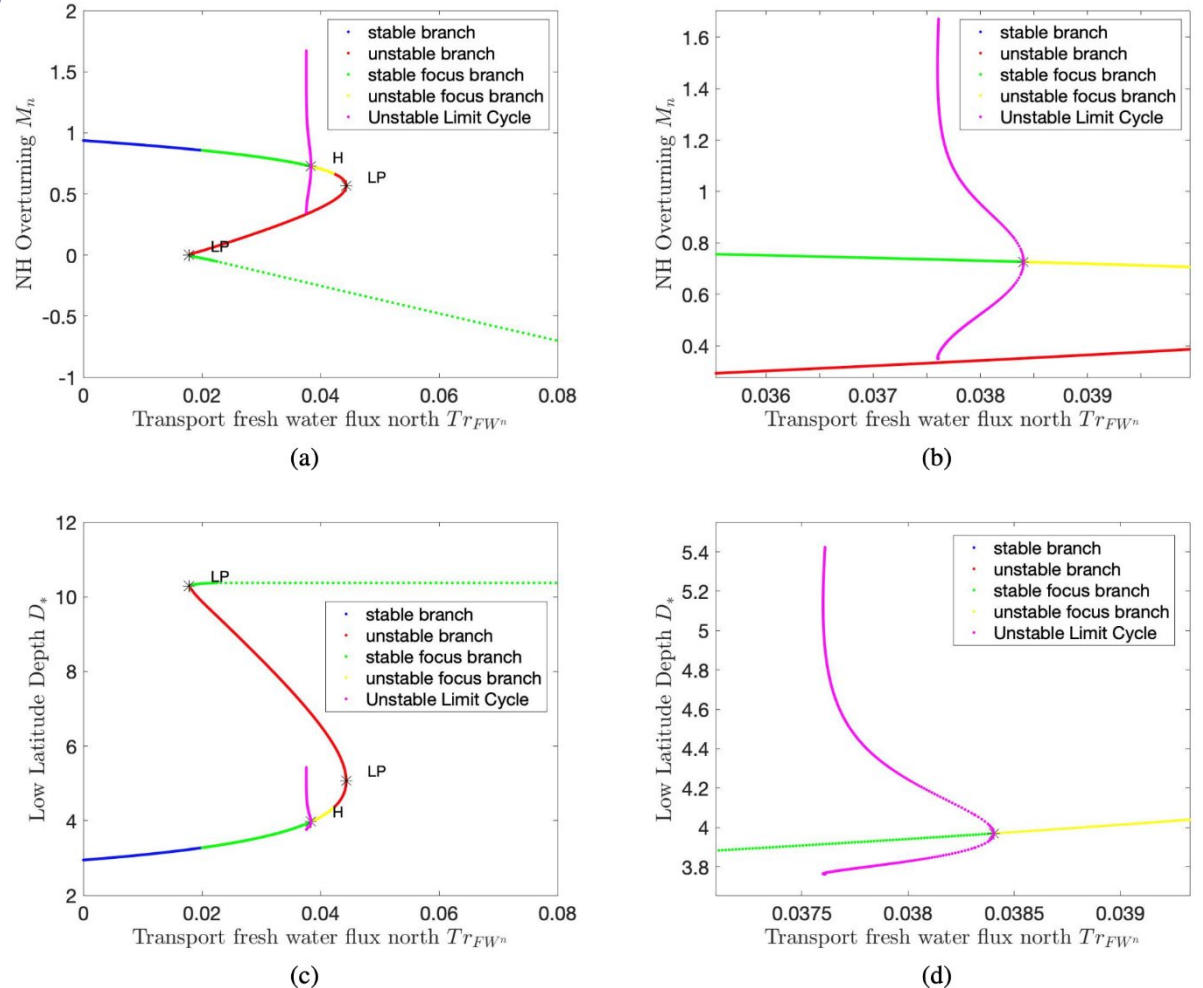 2
1.5
1
0.5
0
-0.5
-1
NH Overturning M_n
stable branch
unstable branch
stable focus branch
unstable focus branch
Unstable Limit Cycle
H
LP
LP
0
0.02
0.04
0.06
0.08
Transport fresh water flux north Tr_{FW^n}
(a)
1.6
1.4
1.2
1
0.8
0.6
0.4
NH Overturning M_n
stable branch
unstable branch
stable focus branch
unstable focus branch
Unstable Limit Cycle
0.036
0.037
0.038
0.039
Transport fresh water flux north Tr_{FW^n}
(b)
12
10
8
6
4
2
Low Latitude Depth D_*
LP
stable branch
unstable branch
stable focus branch
unstable focus branch
Unstable Limit Cycle
LP
H
0
0.02
0.04
0.06
0.08
Transport fresh water flux north Tr_{FW^n}
(c)
5.4
5.2
5
4.8
4.6
4.4
4.2
4
3.8
Low Latitude Depth D_*
stable branch
unstable branch
stable focus branch
unstable focus branch
Unstable Limit Cycle
0.0375
0.038
0.0385
0.039
Transport fresh water flux north Tr_{FW^n}
(d)